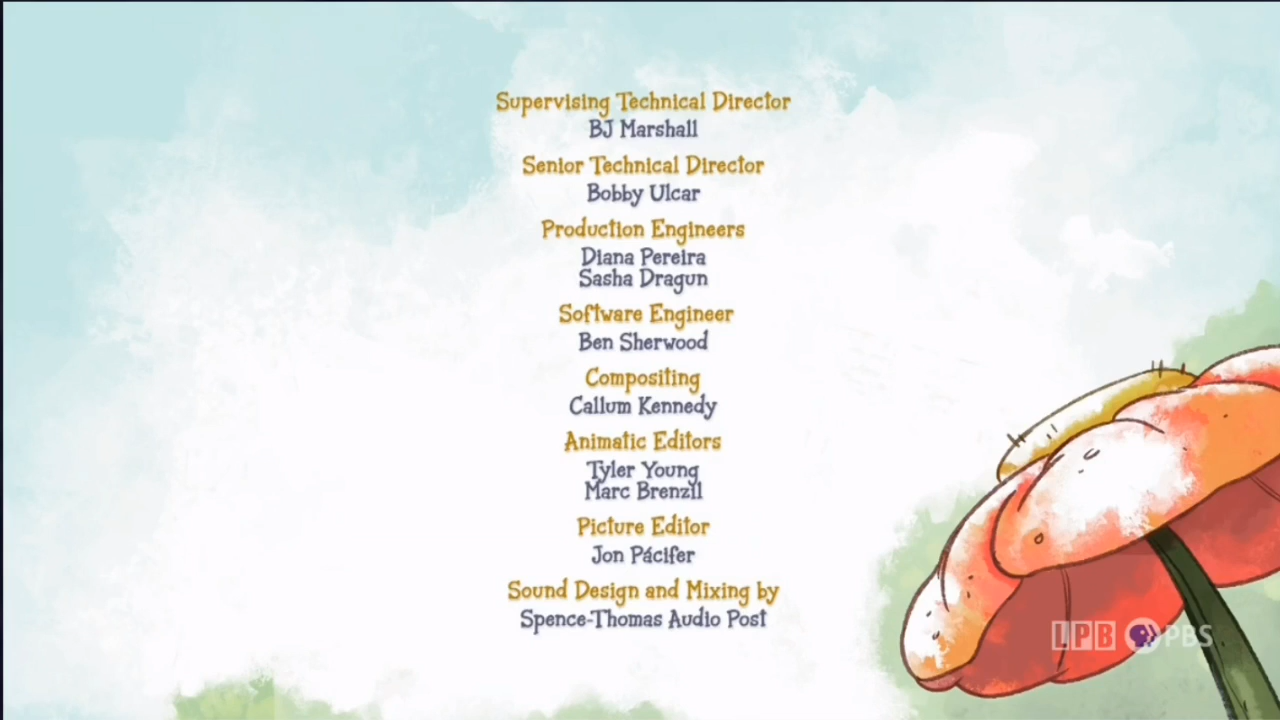 Supervising Technical Director
BJ Marshall
Senior Technical Director
Bobby Ulcar
Production Engineers
Diana Pereira
Sasha Dragun
Software Engineer
Ben Sherwood
Compositing
Callum Kennedy
Animatic Editors
Tyler Young
Marc Brenzil
Picture Editor
Jon Pácifer
Sound Design and Mixing by
Spence-Thomas Audio Post
LPB PBS